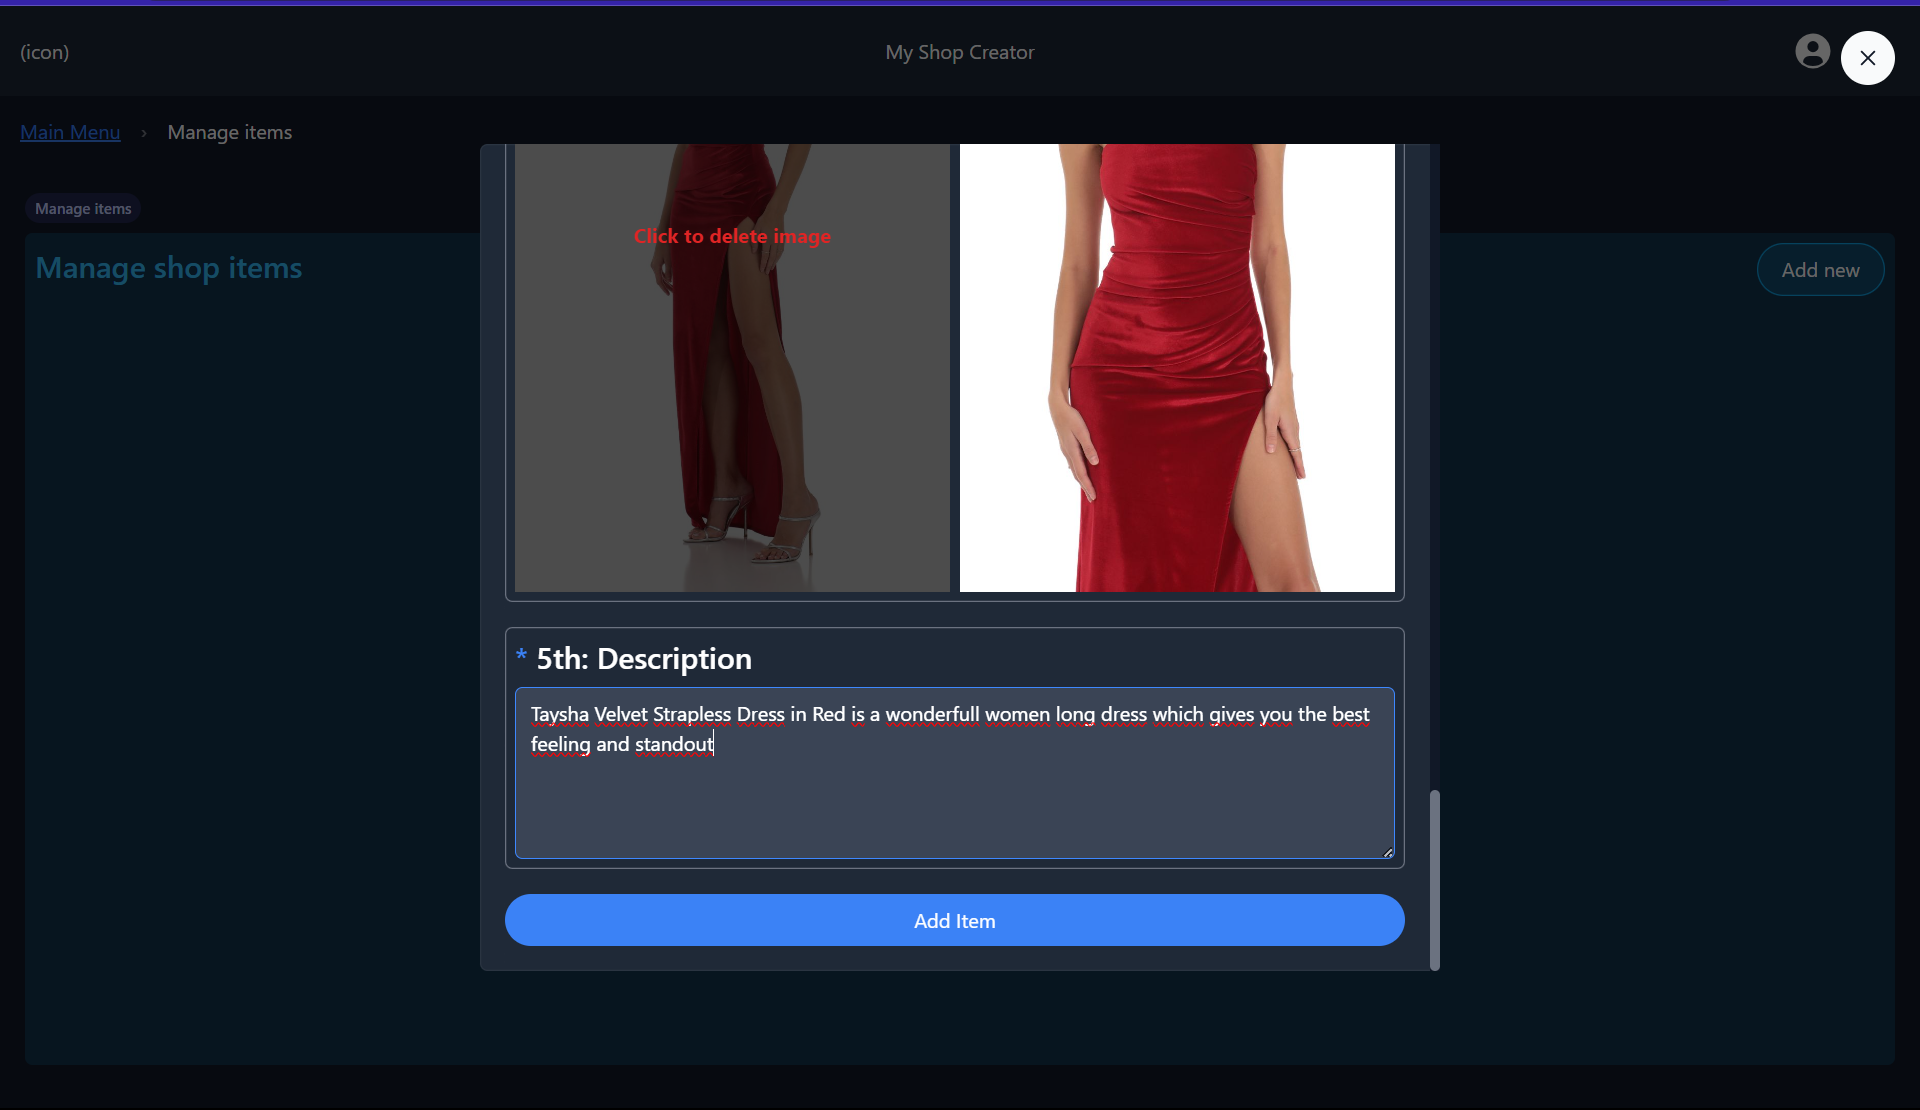 (icon)
My Shop Creator
Main Menu › Manage items
Manage items
Manage shop items
Add new
Click to delete image
* 5th: Description
Taysha Velvet Strapless Dress in Red is a wonderfull women long dress which gives you the best
feeling and standout
Add Item